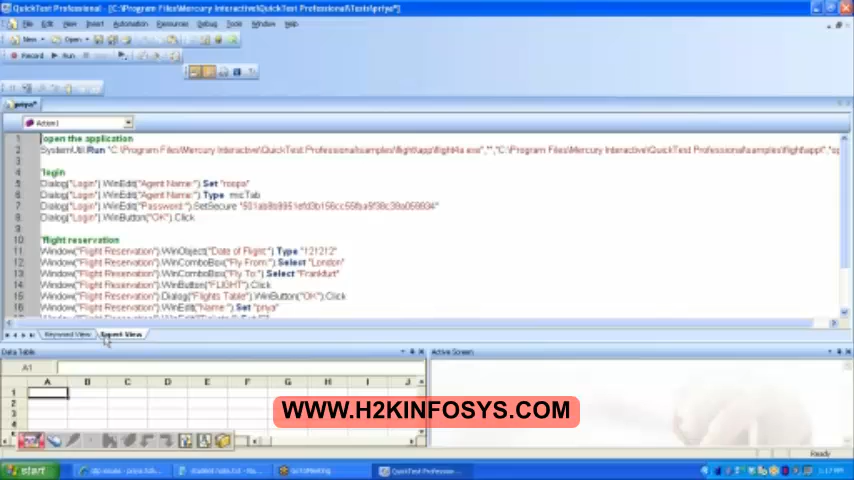 QuickTest Professional - [C:\Program Files\Mercury Interactive\QuickTest Professional\Tests\priya*]
File Edit View Insert Automation Resources Debug Tools Window Help
New Open
Record Run
priya*
Action1
1 'open the application
2 SystemUtil.Run "C:\Program Files\Mercury Interactive\QuickTest Professional\samples\flight\app\flight4a.exe","","C:\Program Files\Mercury Interactive\QuickTest Professional\samples\flight\app\","op
3
4 'login
5 Dialog("Login").WinEdit("Agent Name:").Set "roopa"
6 Dialog("Login").WinEdit("Agent Name:").Type micTab
7 Dialog("Login").WinEdit("Password:").SetSecure
8 Dialog("Login").WinButton("OK").Click
9
10 'flight reservation
11 Window("Flight Reservation").WinObject("Date of Flight:").Type "121212"
12 Window("Flight Reservation").WinComboBox("Fly From:").Select "London"
13 Window("Flight Reservation").WinComboBox("Fly To:").Select "Frankfurt"
14 Window("Flight Reservation").WinButton("FLIGHT").Click
15 Window("Flight Reservation").Dialog("Flights Table").WinButton("OK").Click
16 Window("Flight Reservation").WinEdit("Name:").Set "priya"
Keyword View Expert View
Data Table Active Screen
A1
A B C D E F G H I J
1
2
3
4
WWW.H2KINFOSYS.COM
Ready
start QuickTest Profession...